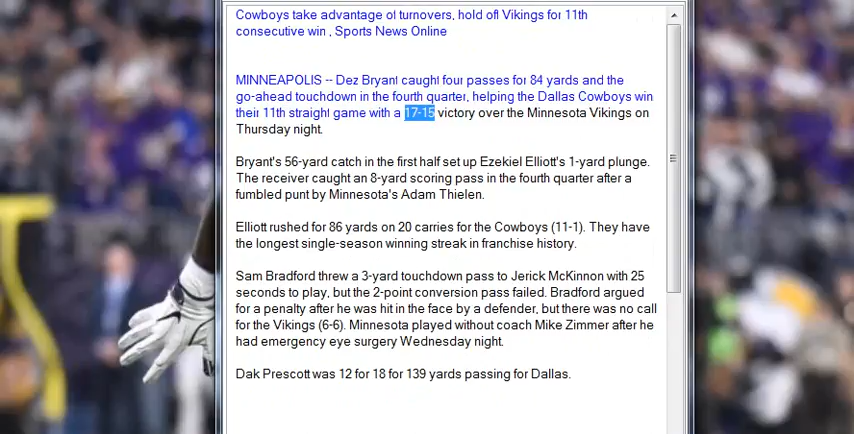 Cowboys take advantage of turnovers, hold off Vikings for 11th
consecutive win , Sports News Online
MINNEAPOLIS -- Dez Bryant caught four passes for 84 yards and the
go-ahead touchdown in the fourth quarter, helping the Dallas Cowboys win
their 11th straight game with a 17-15 victory over the Minnesota Vikings on
Thursday night.
Bryant's 56-yard catch in the first half set up Ezekiel Elliott's 1-yard plunge.
The receiver caught an 8-yard scoring pass in the fourth quarter after a
fumbled punt by Minnesota's Adam Thielen.
Elliott rushed for 86 yards on 20 carries for the Cowboys (11-1). They have
the longest single-season winning streak in franchise history.
Sam Bradford threw a 3-yard touchdown pass to Jerick McKinnon with 25
seconds to play, but the 2-point conversion pass failed. Bradford argued
for a penalty after he was hit in the face by a defender, but there was no call
for the Vikings (6-6). Minnesota played without coach Mike Zimmer after he
had emergency eye surgery Wednesday night.
Dak Prescott was 12 for 18 for 139 yards passing for Dallas.